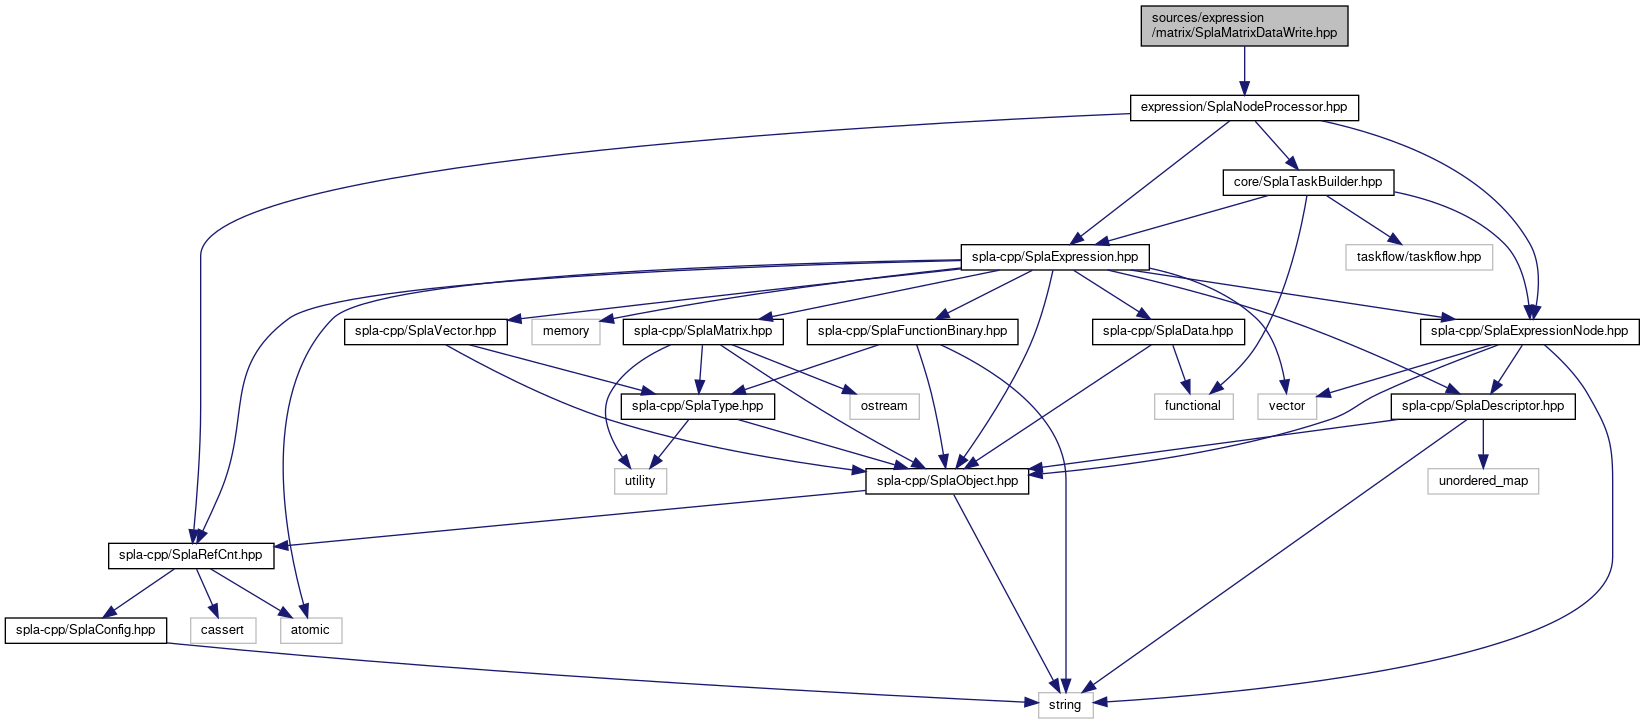 sources/expression
/matrix/SplaMatrixDataWrite.hpp
expression/SplaNodeProcessor.hpp
core/SplaTaskBuilder.hpp
spla-cpp/SplaExpression.hpp
taskflow/taskflow.hpp
spla-cpp/SplaVector.hpp
memory
spla-cpp/SplaMatrix.hpp
spla-cpp/SplaFunctionBinary.hpp
spla-cpp/SplaData.hpp
spla-cpp/SplaExpressionNode.hpp
spla-cpp/SplaType.hpp
ostream
functional
vector
spla-cpp/SplaDescriptor.hpp
utility
spla-cpp/SplaObject.hpp
unordered_map
spla-cpp/SplaRefCnt.hpp
spla-cpp/SplaConfig.hpp
cassert
atomic
string